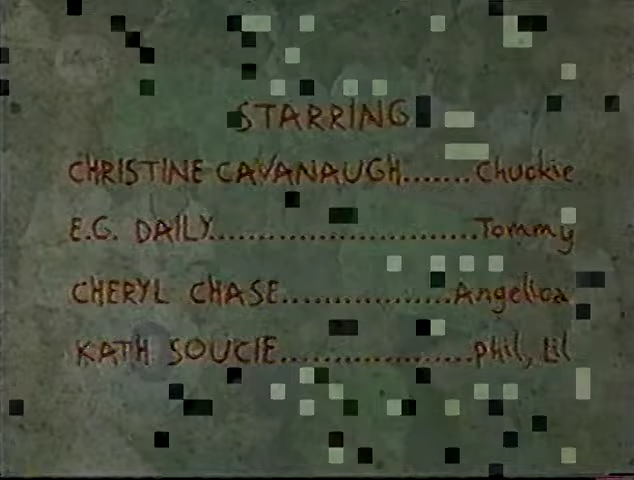 STARRING
CHRISTINE CAVANAUGH.......Chuckie
E.G. DAILY..........................Tommy
CHERYL CHASE.................Angelica
KATH SOUCIE...................phil, Lil